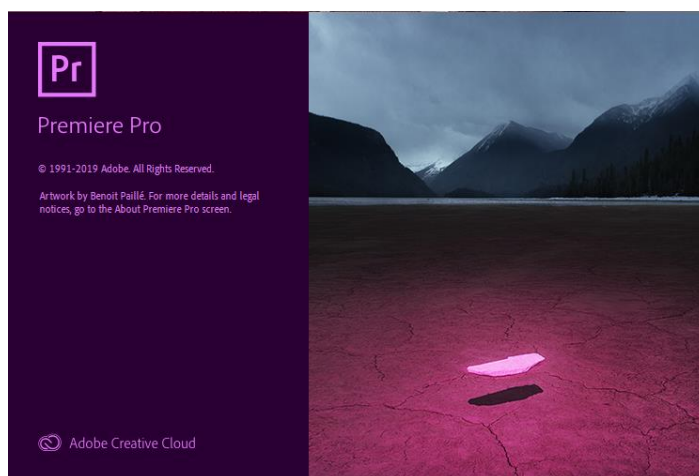 Pr
Premiere Pro
© 1991-2019 Adobe. All Rights Reserved.
Artwork by Benoit Paillé. For more details and legal
notices, go to the About Premiere Pro screen.
Adobe Creative Cloud